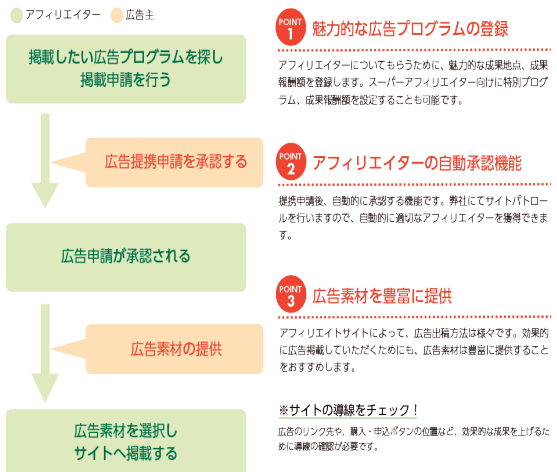 アフィリエイター 広告主
掲載したい広告プログラムを探し
掲載申請を行う
広告提携申請を承認する
広告申請が承認される
広告素材の提供
広告素材を選択し
サイトへ掲載する
POINT
1
魅力的な広告プログラムの登録
アフィリエイターについてもらうために、魅力的な成果地点、成果
報酬額を登録します。スーパーアフィリエイター向けに特別プログ
ラム、成果報酬額を設定することも可能です。
POINT
2
アフィリエイターの自動承認機能
提携申請後、自動的に承認する機能です。弊社にてサイトパトロー
ルを行いますので、自動的に適切なアフィリエイターを獲得できま
す。
POINT
3
広告素材を豊富に提供
アフィリエイトサイトによって、広告出稿方法は様々です。効果的
に広告掲載していただくためにも、広告素材は豊富に提供すること
をおすすめします。
※サイトの導線をチェック！
広告のリンク先や、購入・申込ボタンの位置など、効果的な成果を上げるた
めに導線の確認が必要です。